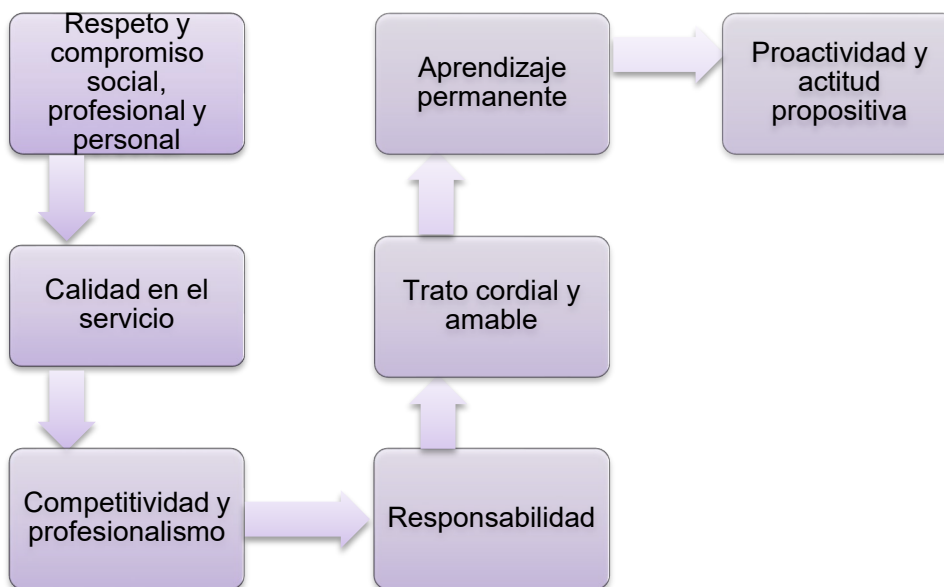 Respeto y
compromiso
social,
profesional y
personal
Calidad en el
servicio
Competitividad y
profesionalismo
Responsabilidad
Trato cordial y
amable
Aprendizaje
permanente
Proactividad y
actitud
propositiva